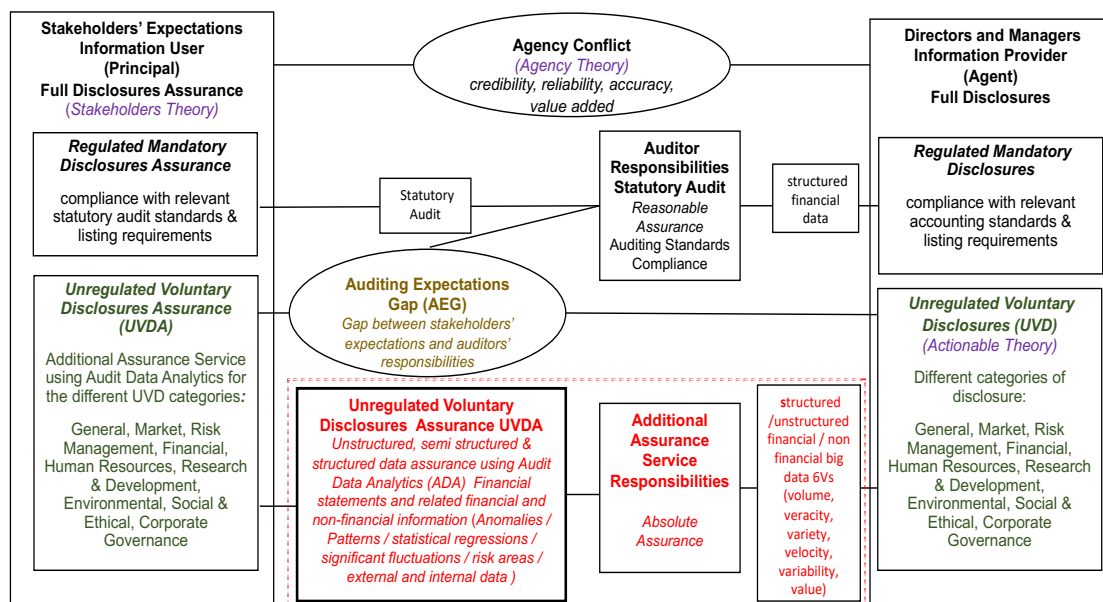 Stakeholders' Expectations
Information User
(Principal)
Full Disclosures Assurance
(Stakeholders Theory)
Agency Conflict
(Agency Theory)
credibility, reliability, accuracy,
value added
Directors and Managers
Information Provider
(Agent)
Full Disclosures
Regulated Mandatory
Disclosures Assurance
compliance with relevant
statutory audit standards &
listing requirements
Statutory
Audit
Auditor
Responsibilities
Statutory Audit
Reasonable
Assurance
Auditing Standards
Compliance
structured
financial
data
Regulated Mandatory
Disclosures
compliance with relevant
accounting standards &
listing requirements
Auditing Expectations
Gap (AEG)
Gap between stakeholders'
expectations and auditors'
responsibilities
Unregulated Voluntary
Disclosures Assurance
(UVDA)
Additional Assurance Service
using Audit Data Analytics for
the different UVD categories:
General, Market, Risk
Management, Financial,
Human Resources, Research
& Development,
Environmental, Social &
Ethical, Corporate
Governance
Unregulated Voluntary
Disclosures Assurance UVDA
Unstructured, semi structured &
structured data assurance using Audit
Data Analytics (ADA) Financial
statements and related financial and
non-financial information (Anomalies /
Patterns / statistical regressions /
significant fluctuations / risk areas /
external and internal data )
Additional
Assurance
Service
Responsibilities
Absolute
Assurance
structured
/unstructured
financial / non
financial big
data 6Vs
(volume,
veracity,
variety,
velocity,
variability,
value)
Unregulated Voluntary
Disclosures (UVD)
(Actionable Theory)
Different categories of
disclosure:
General, Market, Risk
Management, Financial,
Human Resources, Research
& Development,
Environmental, Social &
Ethical, Corporate
Governance